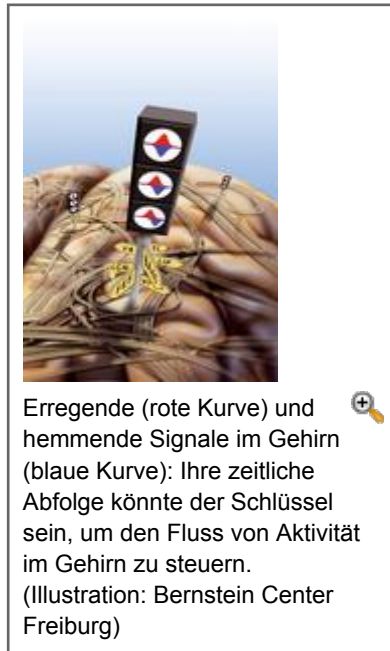 Erregende (rote Kurve) und
hemmende Signale im Gehirn
(blaue Kurve): Ihre zeitliche
Abfolge könnte der Schlüssel
sein, um den Fluss von Aktivität
im Gehirn zu steuern.
(Illustration: Bernstein Center
Freiburg)